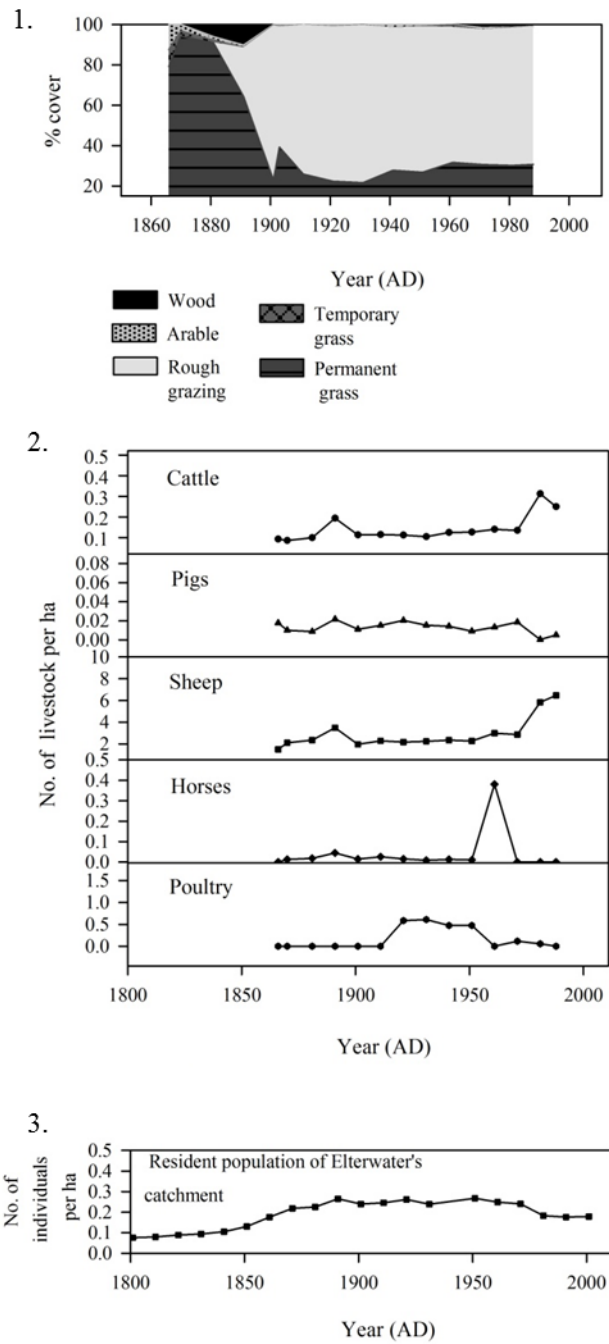 1.
100
80
60
40
20
% cover
1860 1880 1900 1920 1940 1960 1980 2000
Year (AD)
Wood
Arable
Rough
grazing
Temporary
grass
Permanent
grass
2.
No. of livestock per ha
0.5
0.4
0.3
0.2
0.1
Cattle
0.08
0.06
0.04
0.02
0.00
Pigs
10
8
6
4
2
Sheep
0.5
0.4
0.3
0.2
0.1
0.0
Horses
1.5
1.0
0.5
0.0
Poultry
1800 1850 1900 1950 2000
Year (AD)
3.
No. of
individuals
per ha
0.5
0.4
0.3
0.2
0.1
0.0
Resident population of Elterwater's
catchment
1800 1850 1900 1950 2000
Year (AD)